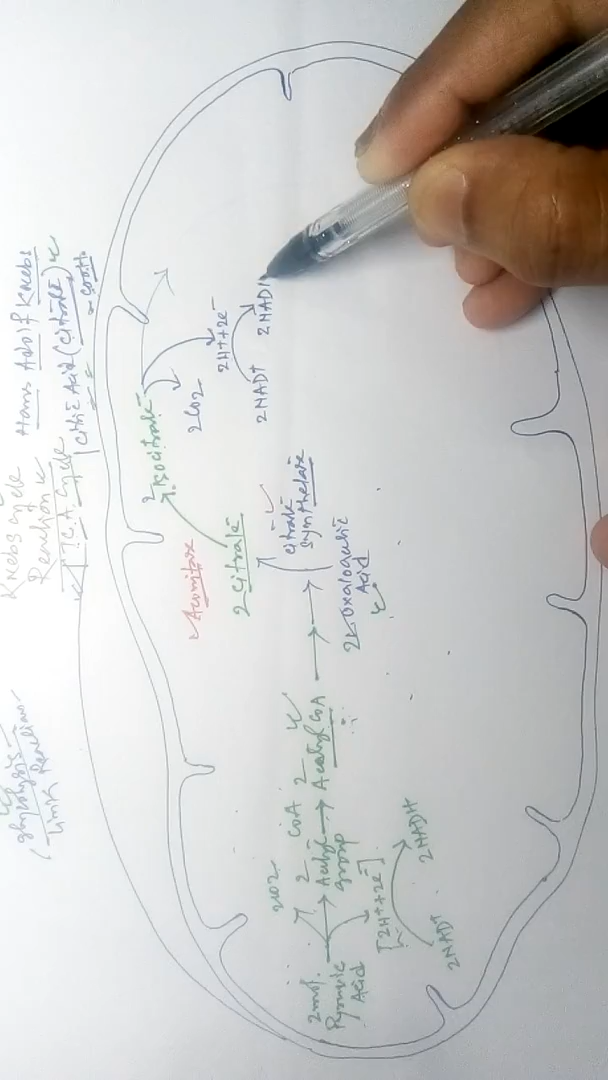 Glycolysis
Link Reaction
Krebs cycle
Reaction
T.C.A Cycle
Hans Adolf Krebs
Citric Acid (Citrate)
2 mol.
Pyruvic
Acid
2CO2
[2H++2e-]
2NAD+
2NADH
2
Acetyl
group
CoA
2
Acetyl CoA
2 Oxaloacetic
Acid
Citrate
Synthetase
2 Citrate
Aconitase
2
Isocitrate
2CO2
2H++2e-
2NAD+
2NAD